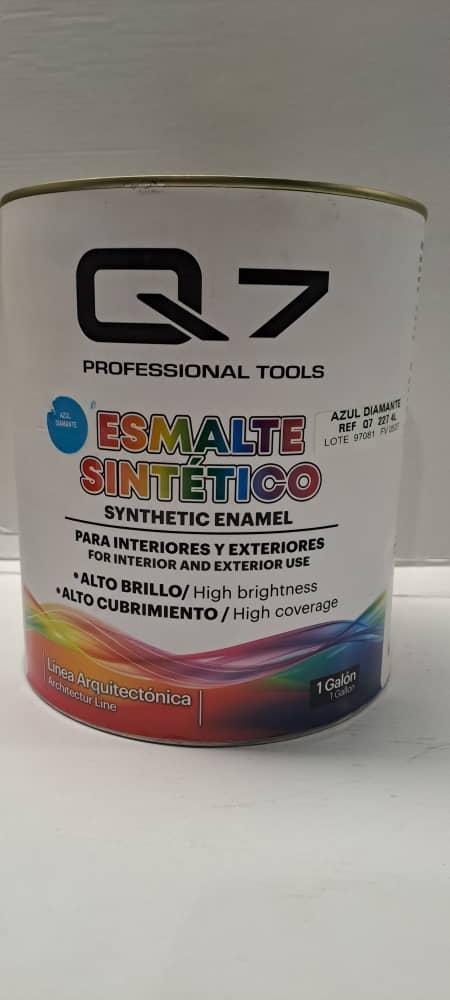 Q7
PROFESSIONAL TOOLS
AZUL
DIAMANTE
ESMALTE
SINTÉTICO
AZUL DIAMANTE
REF Q7 227 4L
LOTE 97081 FV
SYNTHETIC ENAMEL
PARA INTERIORES Y EXTERIORES
FOR INTERIOR AND EXTERIOR USE
•ALTO BRILLO/ High brightness
•ALTO CUBRIMIENTO / High coverage
Línea Arquitectónica
Architectur Line
1 Galón
1 Gallon